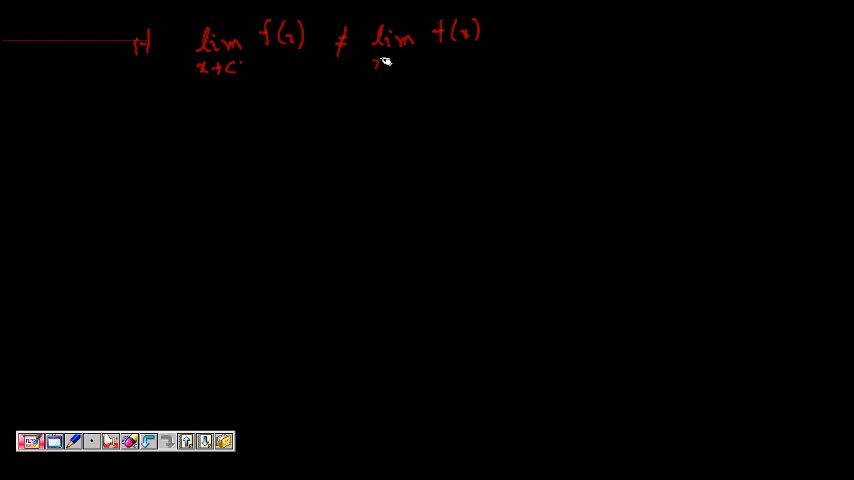 lim f(x) ≠ lim f(x)
x→c⁻